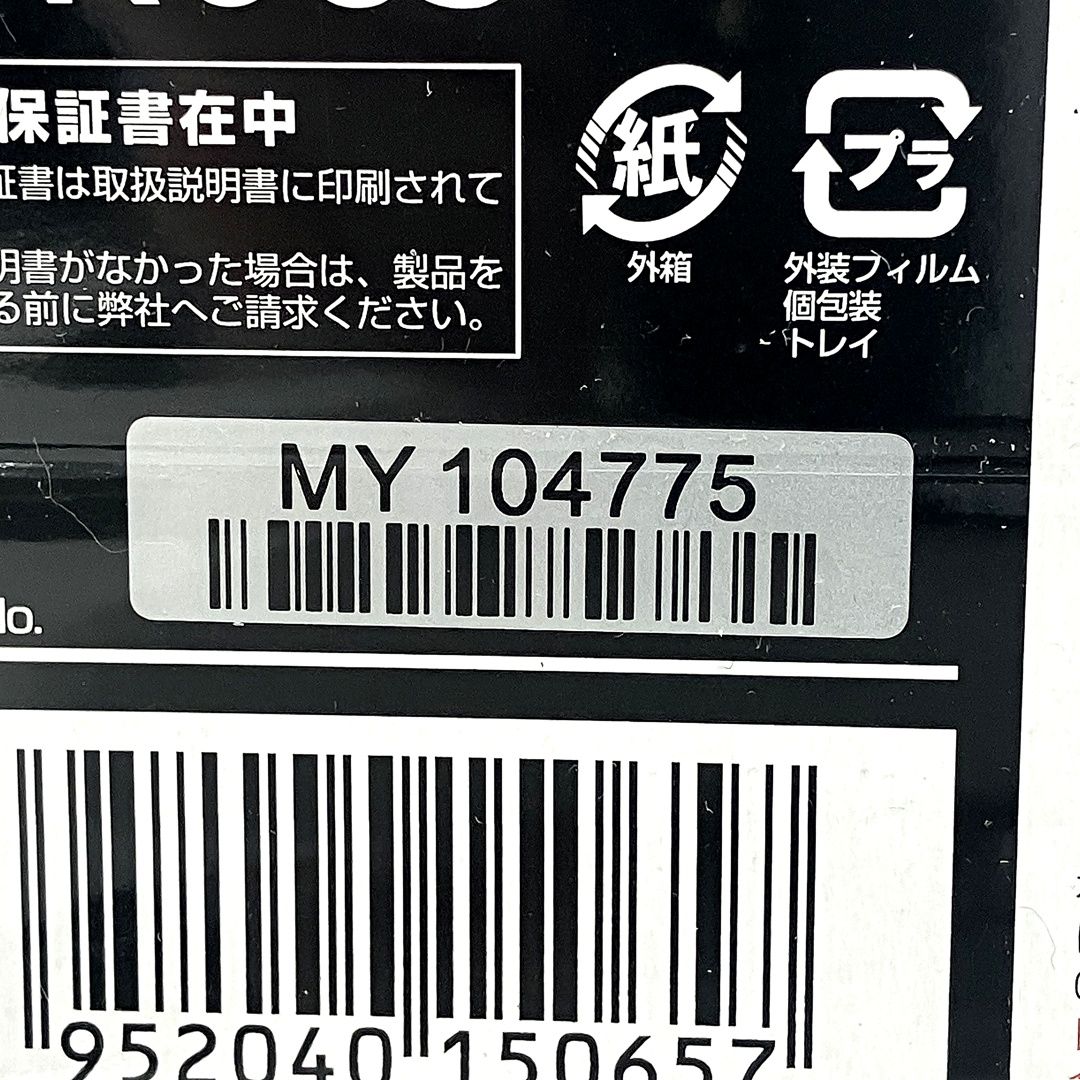 保証書在中
証書は取扱説明書に印刷されて
明書がなかった場合は、製品を
る前に弊社へご請求ください。
紙
外箱
プラ
外装フィルム
個包装
トレイ
MY 104775
No.
952040 150657